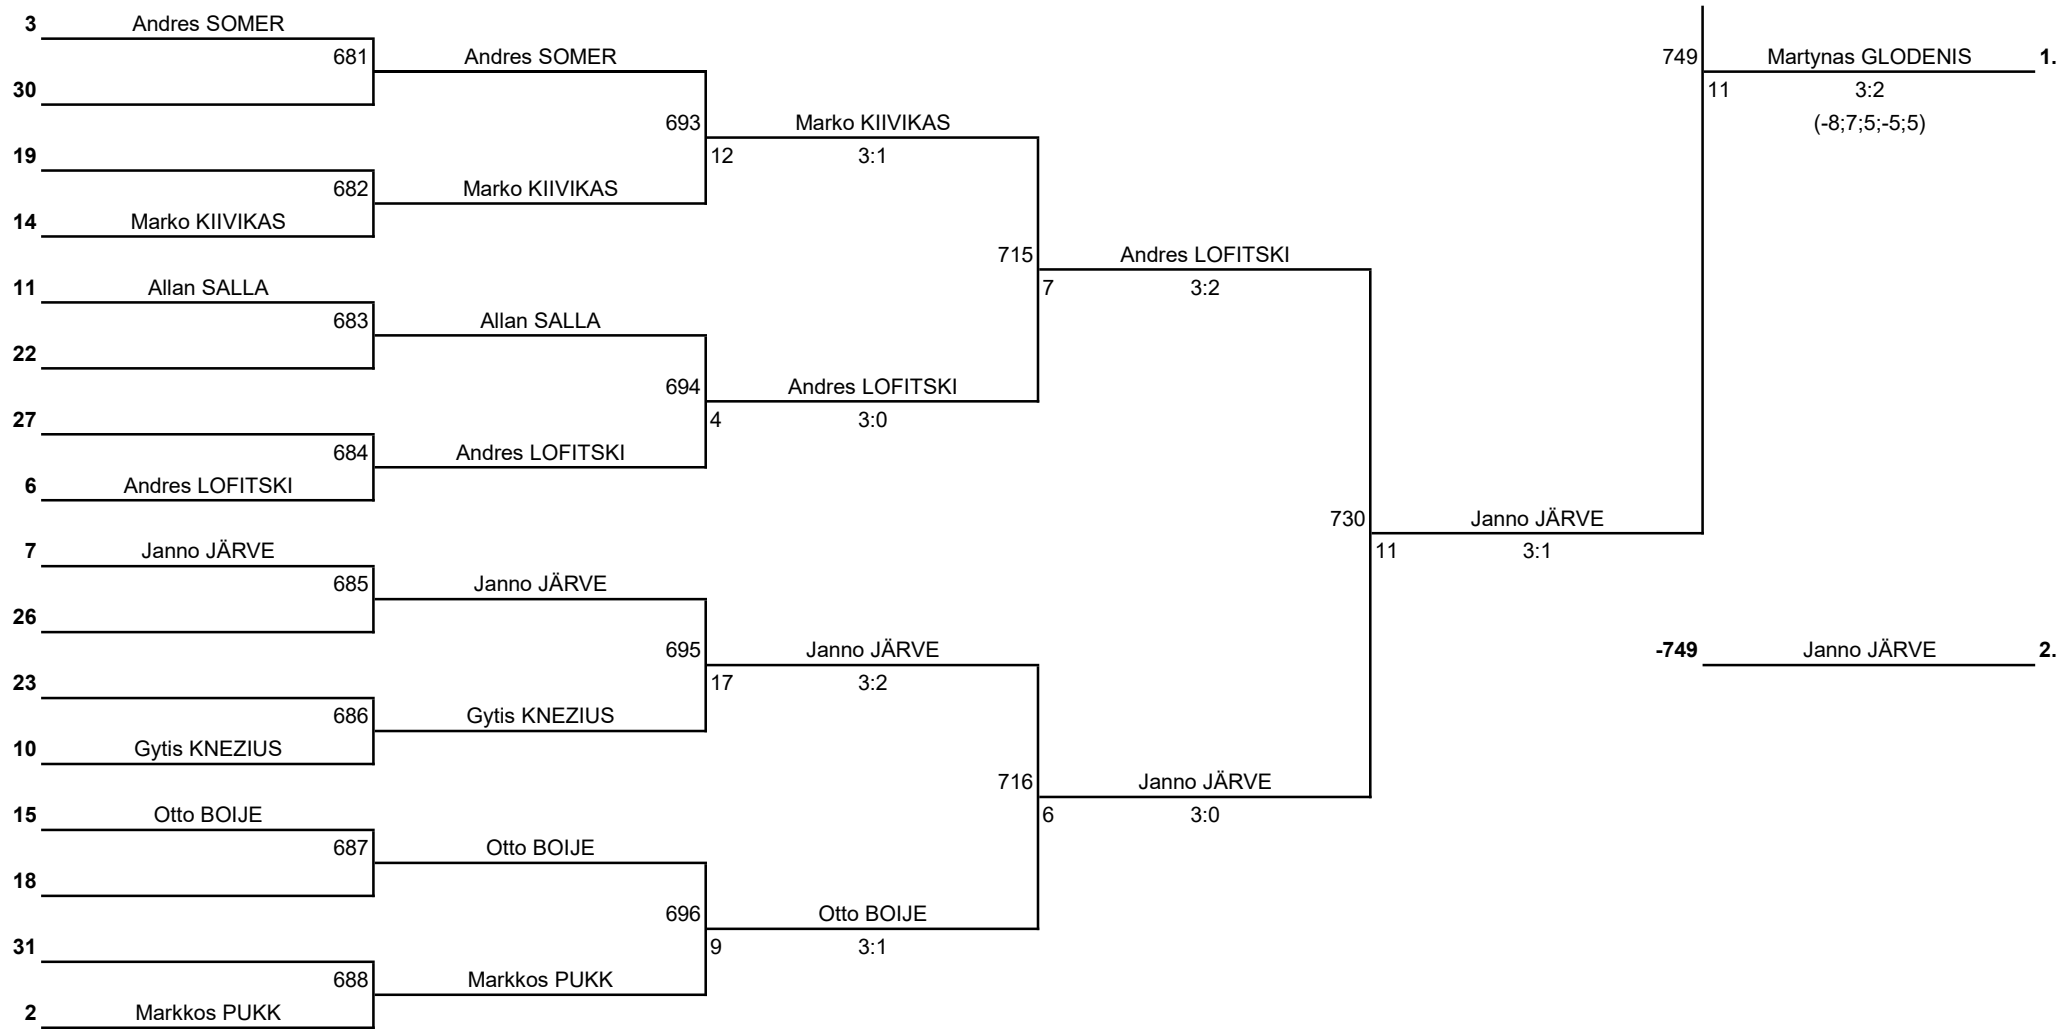 3 Andres SOMER
681 Andres SOMER 749 Martynas GLODENIS 1.
30 11 3:2
693 Marko KIIVIKAS (-8;7;5;-5;5)
19 12 3:1
682 Marko KIIVIKAS
14 Marko KIIVIKAS
715 Andres LOFITSKI
11 Allan SALLA 7 3:2
683 Allan SALLA
22
694 Andres LOFITSKI
27 4 3:0
684 Andres LOFITSKI
6 Andres LOFITSKI
730 Janno JÄRVE
7 Janno JÄRVE 11 3:1
685 Janno JÄRVE
26
695 Janno JÄRVE -749 Janno JÄRVE 2.
23 17 3:2
686 Gytis KNEZIUS
10 Gytis KNEZIUS
716 Janno JÄRVE
15 Otto BOIJE 6 3:0
687 Otto BOIJE
18
696 Otto BOIJE
31 9 3:1
688 Markkos PUKK
2 Markkos PUKK